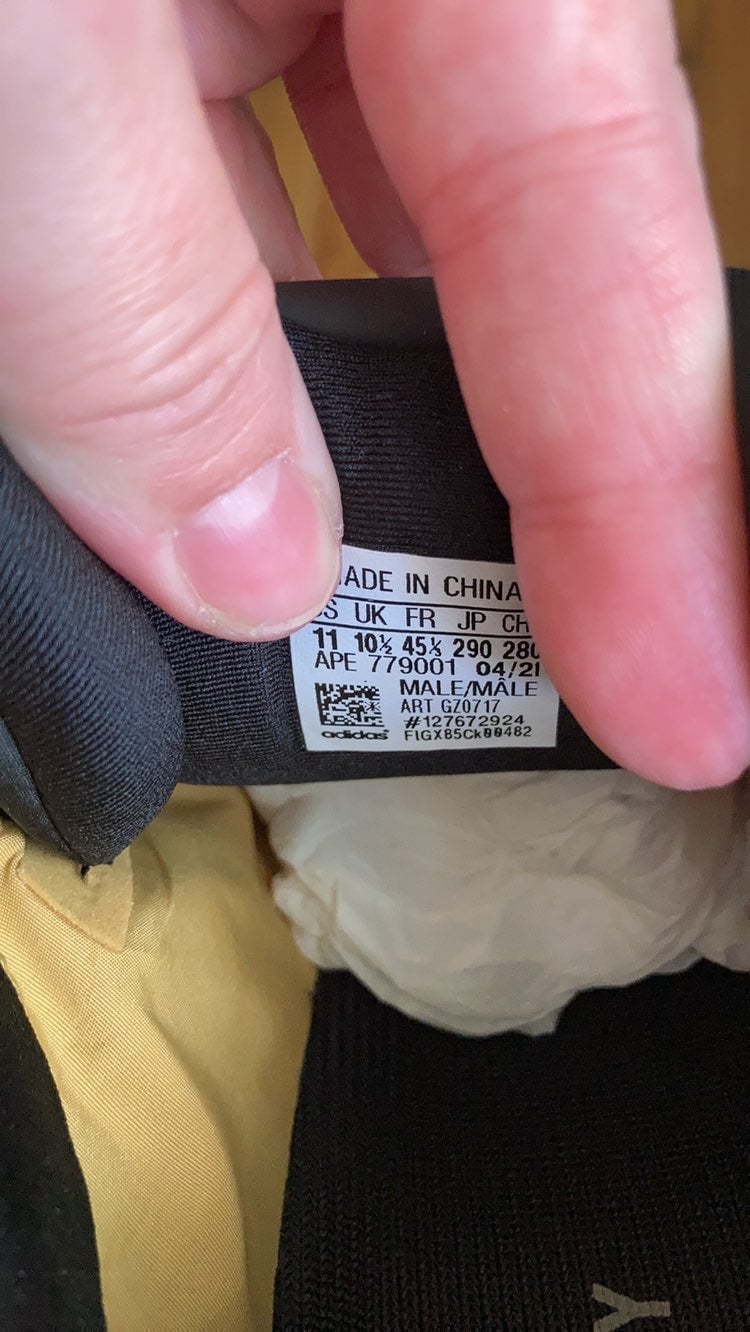 ADE IN CHINA
S UK FR JP CH
11 10½ 45⅓ 290 280
APE 779001 04/21
MALE/MÂLE
ART GZ0717
#127672924
adidas FIGX85Ck00482
Y